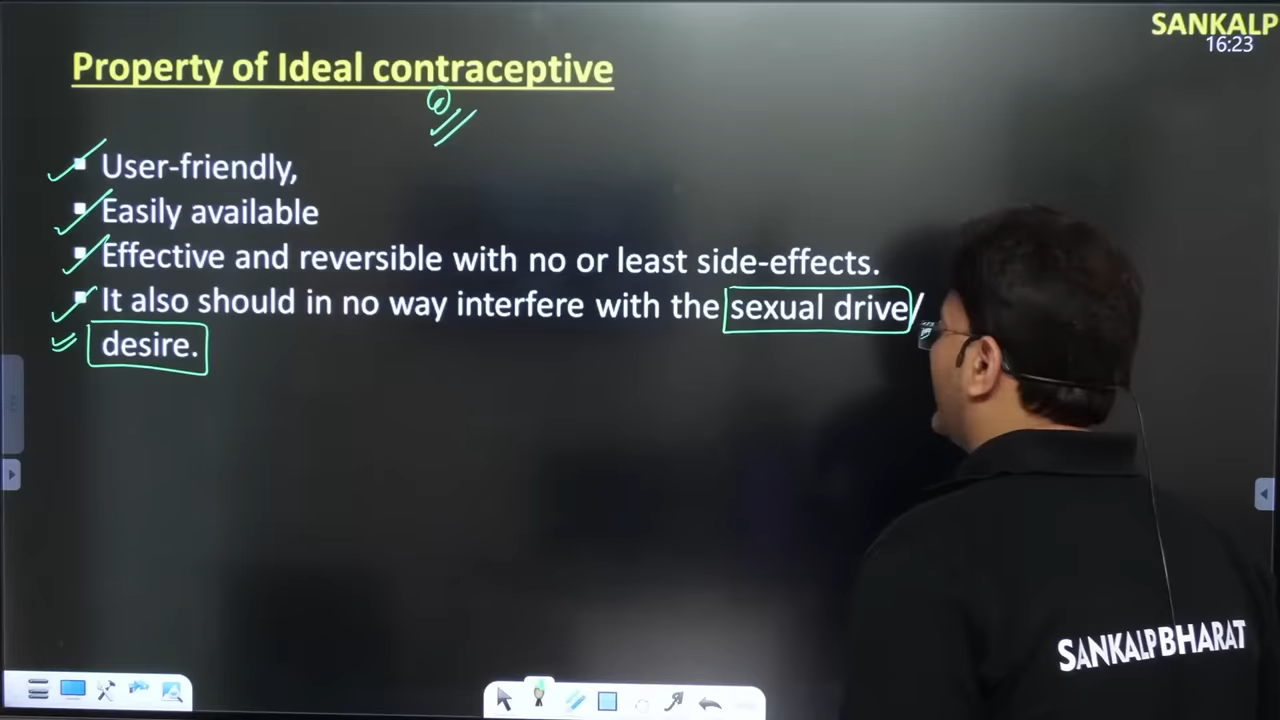 SANKALP
16:23
Property of Ideal contraceptive
User-friendly,
Easily available
Effective and reversible with no or least side-effects.
It also should in no way interfere with the sexual drive/
desire.
SANKALPBHARAT